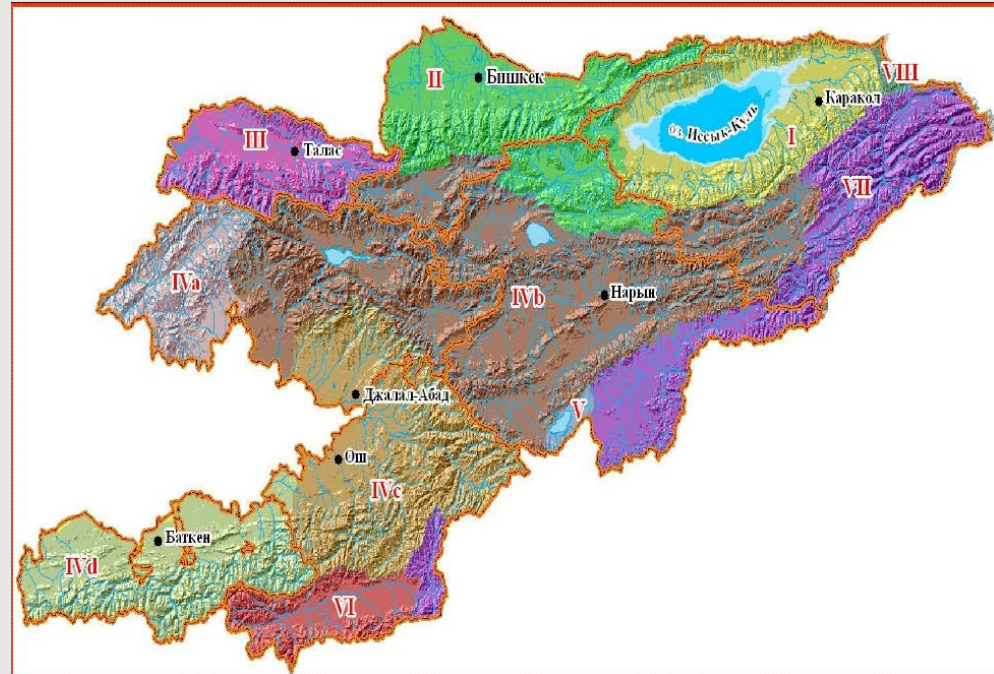 II
Бишкек
VIII
Каракол
оз. Иссык-Куль
I
III
Талас
VII
IVa
IVb
Нарын
Джалал-Абад
V
Ош
IVc
Баткен
IVd
VI